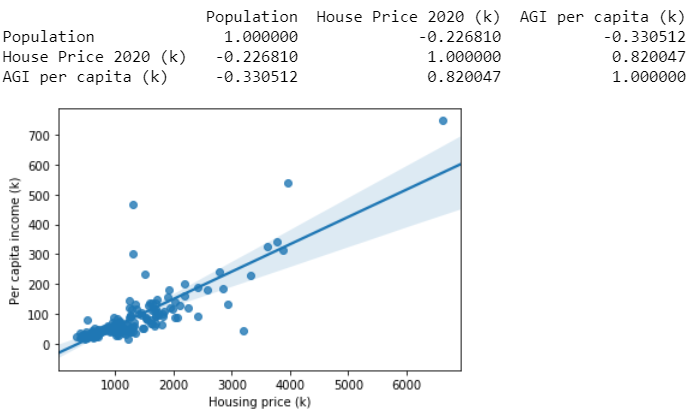 Population House Price 2020 (k) AGI per capita (k)
Population 1.000000 -0.226810 -0.330512
House Price 2020 (k) -0.226810 1.000000 0.820047
AGI per capita (k) -0.330512 0.820047 1.000000
700
600
500
400
300
200
100
0
Per capita income (k)
1000 2000 3000 4000 5000 6000
Housing price (k)